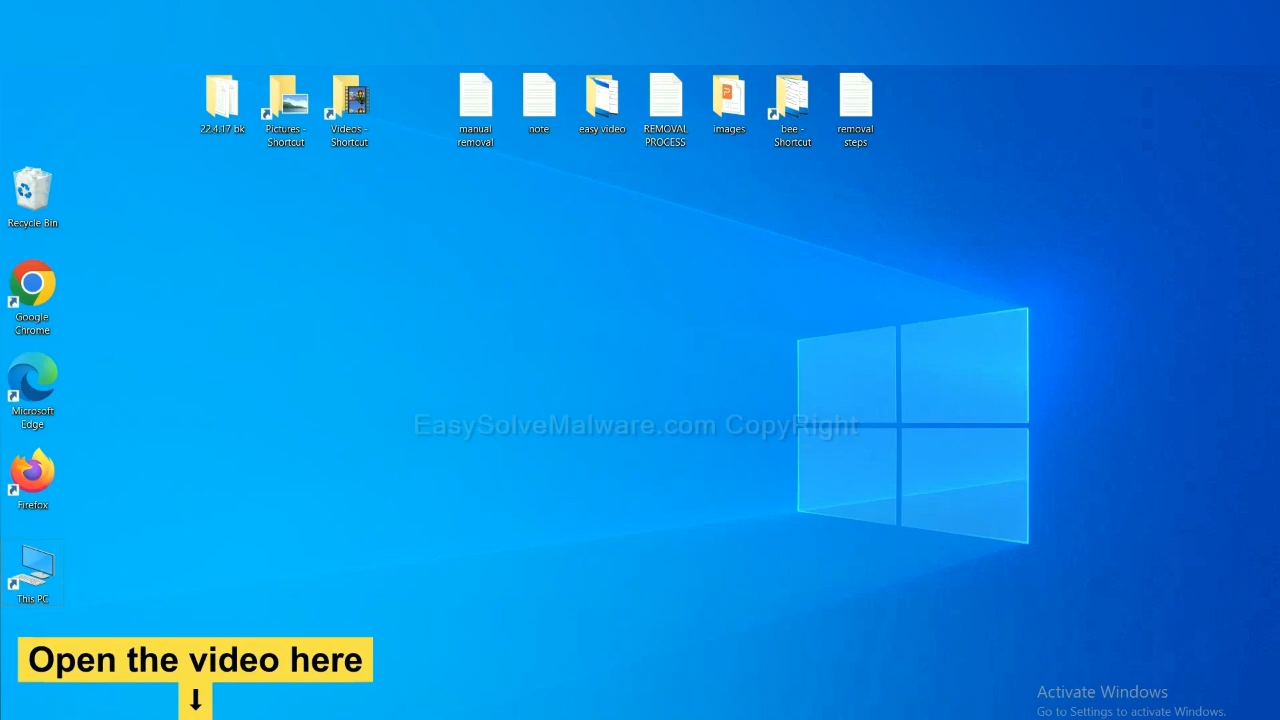 22.4.17 bk
Pictures -
Shortcut
Videos -
Shortcut
manual
removal
note
easy video
REMOVAL
PROCESS
images
bee -
Shortcut
removal
steps
Recycle Bin
Google
Chrome
Microsoft
Edge
Firefox
This PC
EasySolveMalware.com CopyRight
Open the video here
Activate Windows
Go to Settings to activate Windows.